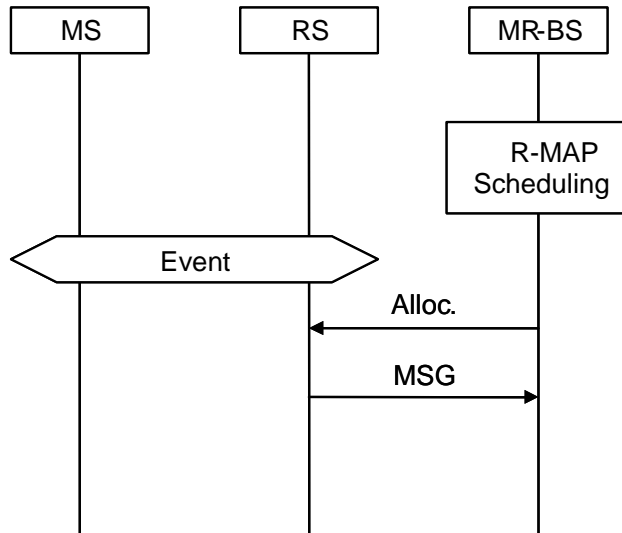 MS
RS
MR-BS
R-MAP
Scheduling
Event
Alloc.
MSG